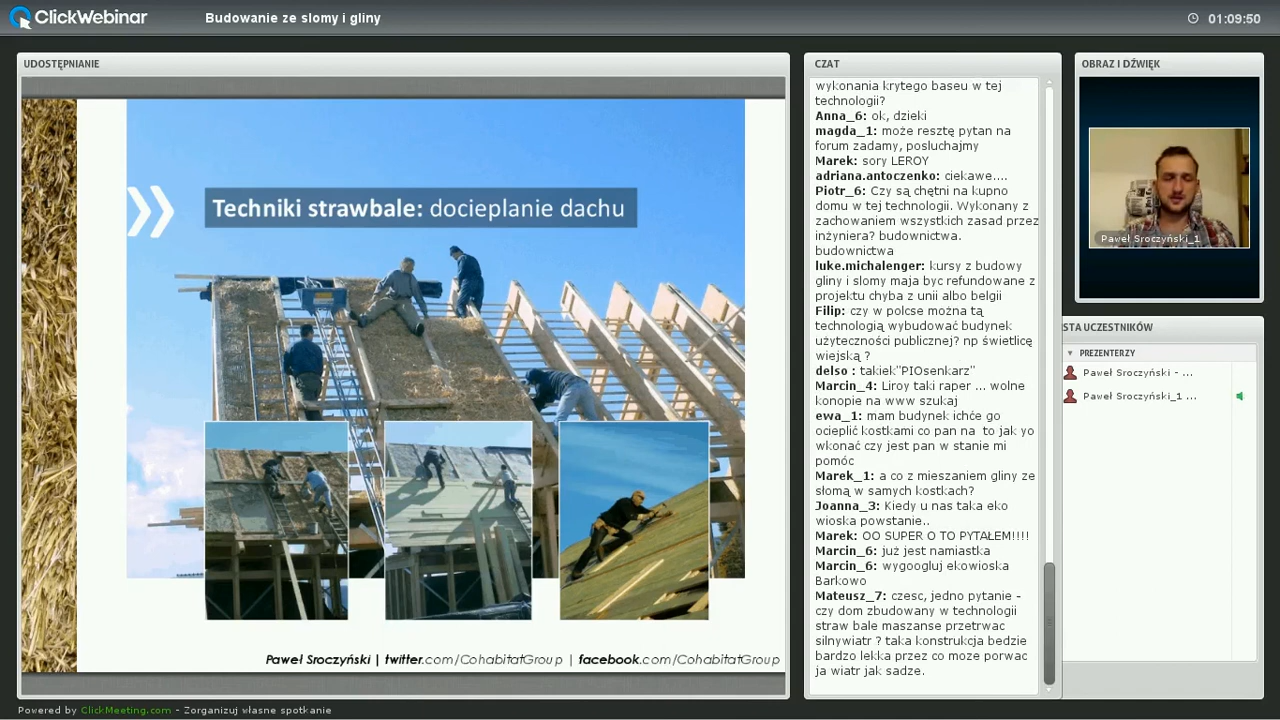 ClickWebinar
Budowanie ze slomy i gliny
01:09:50
UDOSTĘPNIANIE
Techniki strawbale: docieplanie dachu
Paweł Sroczyński | twitter.com/CohabitatGroup | facebook.com/CohabitatGroup
CZAT
wykonania krytego baseu w tej
technologii?
Anna_6: ok, dzieki
magda_1: może resztę pytan na
forum zadamy, posluchajmy
Marek: sory LEROY
adriana.antoczenko: ciekawe....
Piotr_6: Czy są chętni na kupno
domu w tej technologii. Wykonany z
zachowaniem wszystkich zasad przez
inżyniera? budownictwa.
budownictwa
luke.michalenger: kursy z budowy
gliny i slomy maja byc refundowane z
projektu chyba z unii albo belgii
Filip: czy w polcse można tą
technologią wybudować budynek
użyteczności publicznej? np świetlicę
wiejską ?
delso : takiek"PIOsenkarz"
Marcin_4: Liroy taki raper ... wolne
konopie na www szukaj
ewa_1: mam budynek ichće go
ocieplić kostkami co pan na  to jak yo
wkonać czy jest pan w stanie mi
pomóc
Marek_1: a co z mieszaniem gliny ze
słomą w samych kostkach?
Joanna_3: Kiedy u nas taka eko
wioska powstanie..
Marek: OO SUPER O TO PYTAŁEM!!!!
Marcin_6: już jest namiastka
Marcin_6: wygoogluj ekowioska
Barkowo
Mateusz_7: czesc, jedno pytanie -
czy dom zbudowany w technologii
straw bale maszanse przetrwac
silnywiatr ? taka konstrukcja bedzie
bardzo lekka przez co moze porwac
ja wiatr jak sadze.
OBRAZ I DŹWIĘK
Paweł Sroczyński_1
STA UCZESTNIKÓW
PREZENTERZY
Paweł Sroczyński - ...
Paweł Sroczyński_1 ...
Powered by ClickMeeting.com - Zorganizuj własne spotkanie